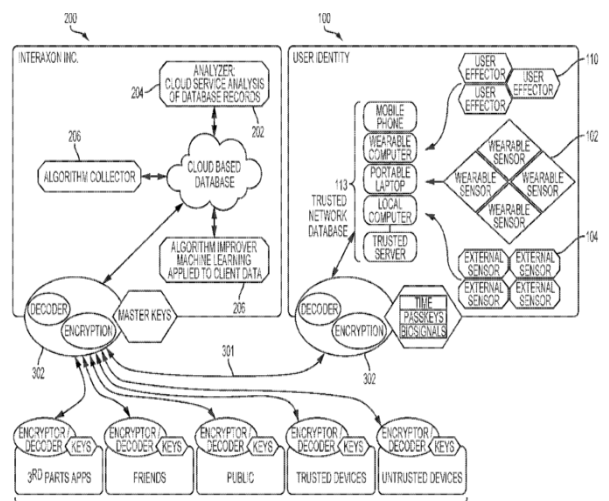 200
100
INTERAXON INC.
USER IDENTITY
ANALYZER:
CLOUD SERVICE ANALYSIS
OF DATABASE RECORDS
204
202
CLOUD BASED
DATABASE
206
ALGORITHM COLLECTOR
ALGORITHM IMPROVER
MACHINE LEARNING
APPLIED TO CLIENT DATA
206
DECODER
ENCRYPTION
MASTER KEYS
302
USER
EFFECTOR
USER
EFFECTOR
USER
EFFECTOR
110
MOBILE
PHONE
WEARABLE
COMPUTER
PORTABLE
LAPTOP
LOCAL
COMPUTER
TRUSTED
SERVER
113
TRUSTED
NETWORK
DATABASE
102
WEARABLE
SENSOR
WEARABLE
SENSOR
WEARABLE
SENSOR
WEARABLE
SENSOR
104
EXTERNAL
SENSOR
EXTERNAL
SENSOR
EXTERNAL
SENSOR
EXTERNAL
SENSOR
DECODER
ENCRYPTION
TIME
PASSKEYS
BIOSIGNALS
302
301
ENCRYPTOR /
DECODER
KEYS
3RD PARTS APPS
ENCRYPTOR /
DECODER
KEYS
FRIENDS
ENCRYPTOR /
DECODER
KEYS
PUBLIC
ENCRYPTOR /
DECODER
KEYS
TRUSTED DEVICES
ENCRYPTOR /
DECODER
KEYS
UNTRUSTED DEVICES